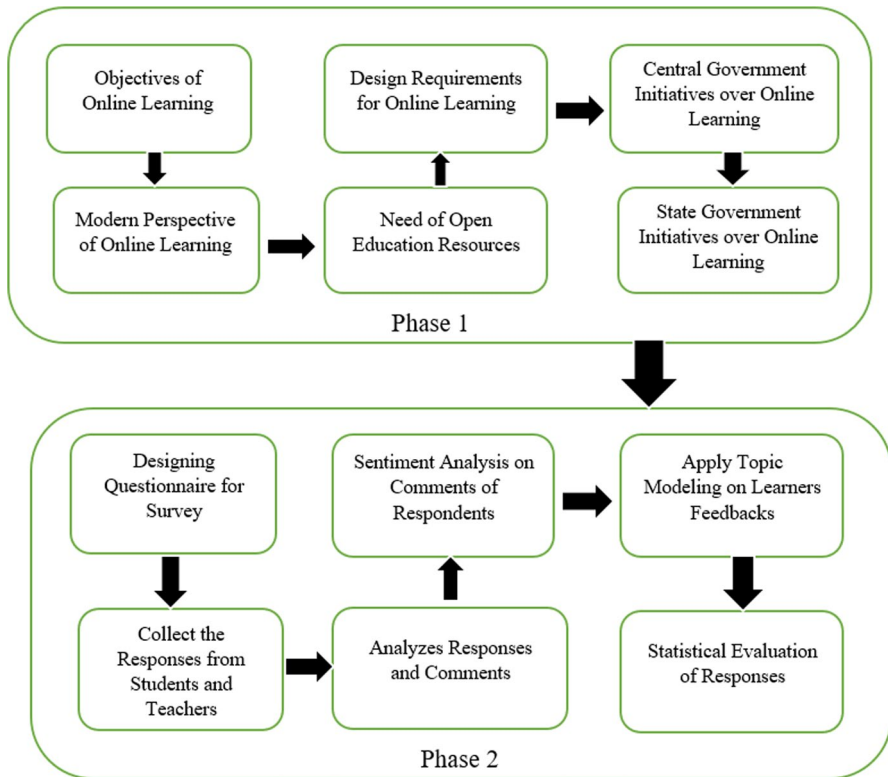 Objectives of
Online Learning
Modern Perspective
of Online Learning
Need of Open
Education Resources
Design Requirements
for Online Learning
Central Government
Initiatives over Online
Learning
State Government
Initiatives over Online
Learning
Phase 1
Designing
Questionnaire for
Survey
Collect the
Responses from
Students and
Teachers
Analyzes Responses
and Comments
Sentiment Analysis on
Comments of
Respondents
Apply Topic
Modeling on Learners
Feedbacks
Statistical Evaluation
of Responses
Phase 2